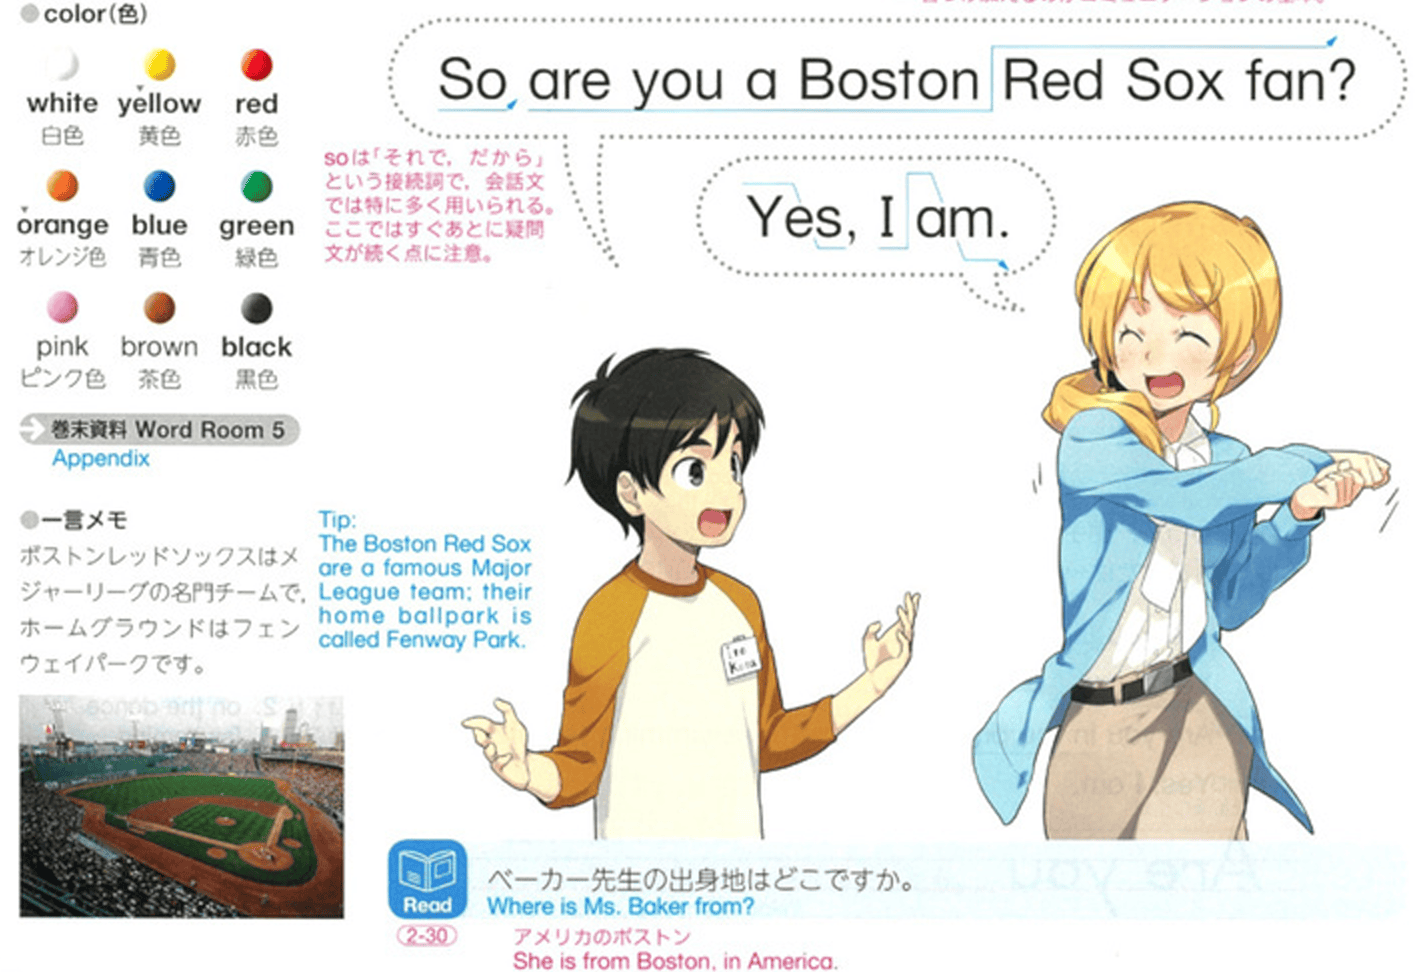 color(色)
white yellow red
白色 黄色 赤色
orange blue green
オレンジ色 青色 緑色
pink brown black
ピンク色 茶色 黒色
巻末資料 Word Room 5
Appendix
一言メモ
ボストンレッドソックスはメ
ジャーリーグの名門チームで,
ホームグラウンドはフェン
ウェイパークです。
Tip:
The Boston Red Sox
are a famous Major
League team; their
home ballpark is
called Fenway Park.
So are you a Boston Red Sox fan?
soは「それで,だから」
という接続詞で,会話文
では特に多く用いられる。
ここではすぐあとに疑問
文が続く点に注意。
Yes, I am.
Read
ベーカー先生の出身地はどこですか。
Where is Ms. Baker from?
2-30
アメリカのボストン
She is from Boston, in America.